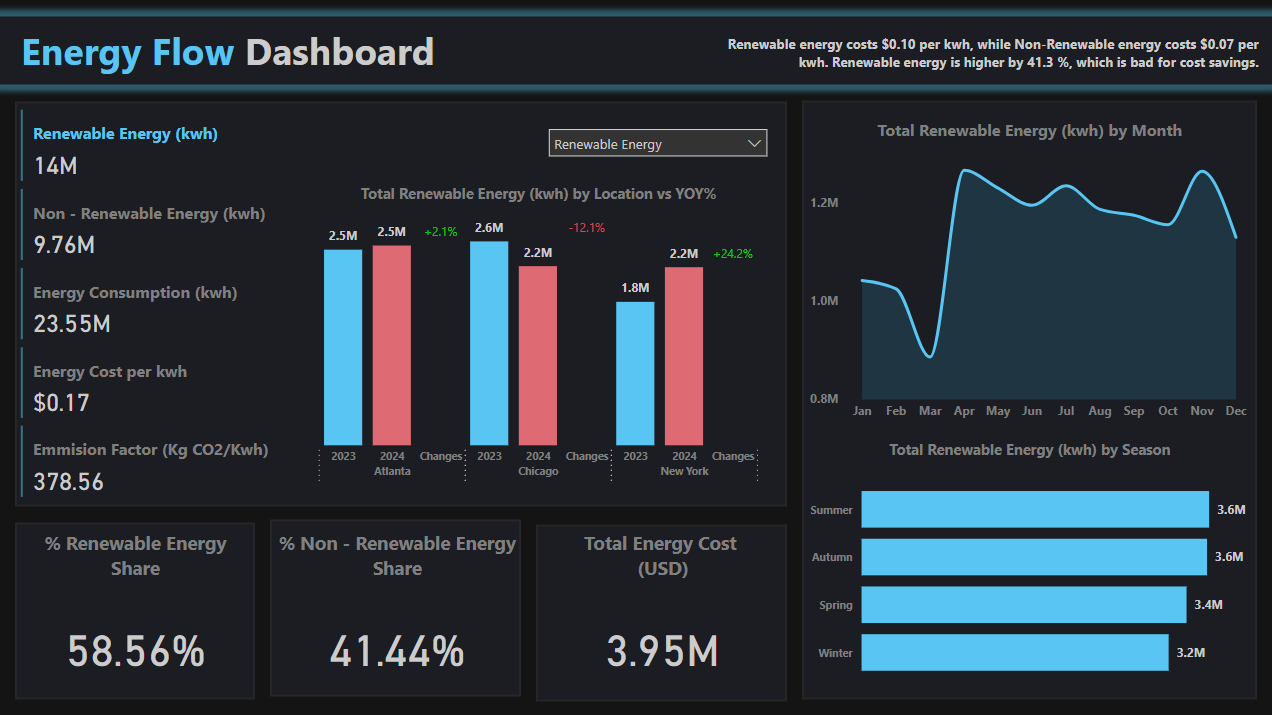 Energy Flow Dashboard
Renewable energy costs $0.10 per kwh, while Non-Renewable energy costs $0.07 per
kwh. Renewable energy is higher by 41.3 %, which is bad for cost savings.
Renewable Energy (kwh)
14M
Non - Renewable Energy (kwh)
9.76M
Energy Consumption (kwh)
23.55M
Energy Cost per kwh
$0.17
Emmision Factor (Kg CO2/Kwh)
378.56
Renewable Energy
Total Renewable Energy (kwh) by Location vs YOY%
2.5M 2.5M +2.1% 2.6M 2.2M -12.1% 1.8M 2.2M +24.2%
2023 2024 Changes 2023 2024 Changes 2023 2024 Changes
Atlanta Chicago New York
% Renewable Energy
Share
58.56%
% Non - Renewable Energy
Share
41.44%
Total Energy Cost
(USD)
3.95M
Total Renewable Energy (kwh) by Month
1.2M
1.0M
0.8M
Jan Feb Mar Apr May Jun Jul Aug Sep Oct Nov Dec
Total Renewable Energy (kwh) by Season
Summer 3.6M
Autumn 3.6M
Spring 3.4M
Winter 3.2M